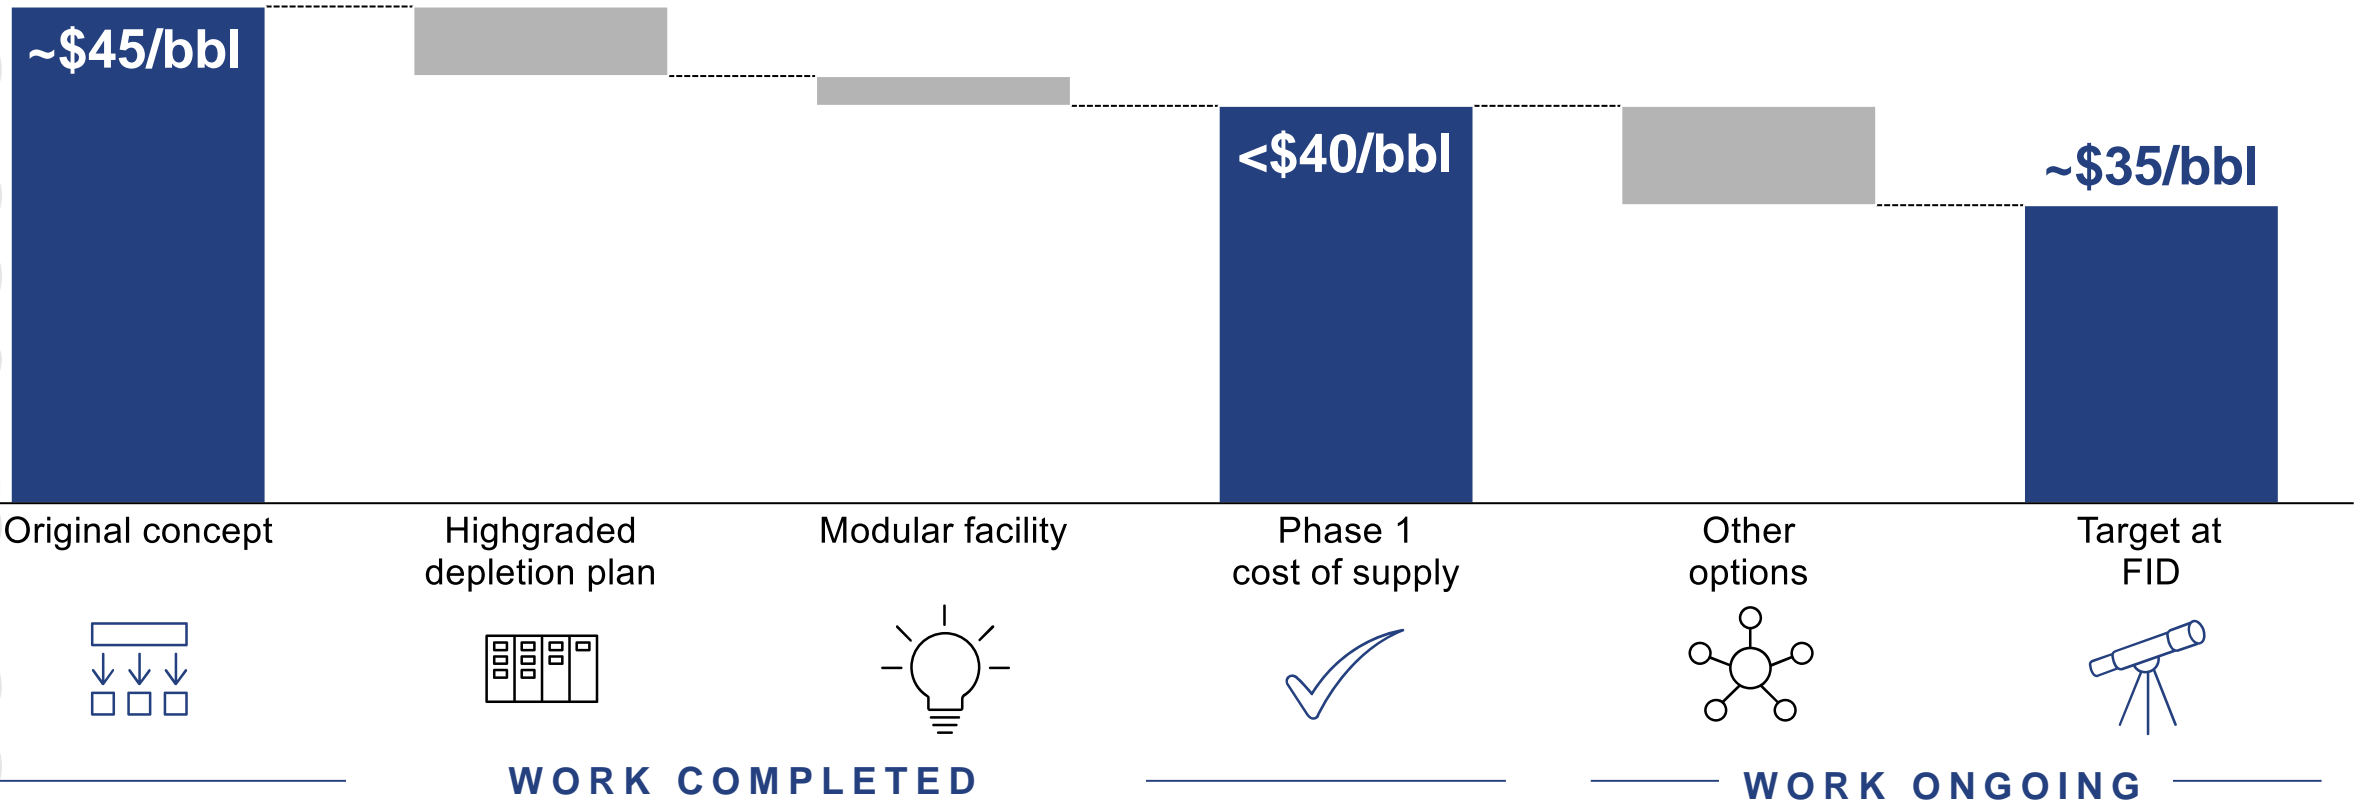 ~$45/bbl
<$40/bbl
~$35/bbl
Original concept
Highgraded
depletion plan
Modular facility
Phase 1
cost of supply
Other
options
Target at
FID
WORK COMPLETED
WORK ONGOING